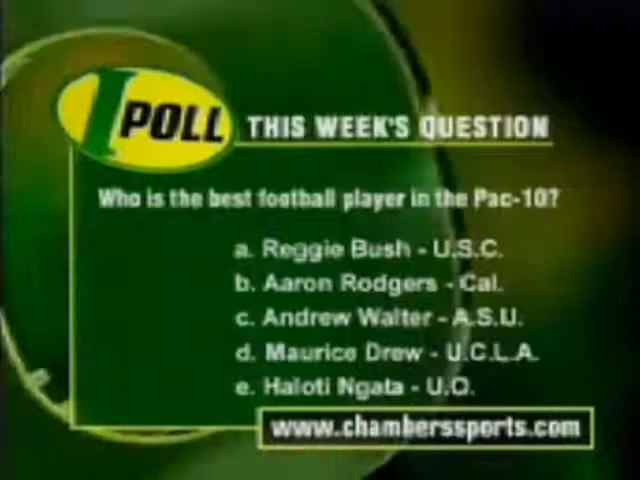 I POLL
THIS WEEK'S QUESTION
Who is the best football player in the Pac-10?
a. Reggie Bush - U.S.C.
b. Aaron Rodgers - Cal.
c. Andrew Walter - A.S.U.
d. Maurice Drew - U.C.L.A.
e. Haloti Ngata - U.O.
www.chamberssports.com